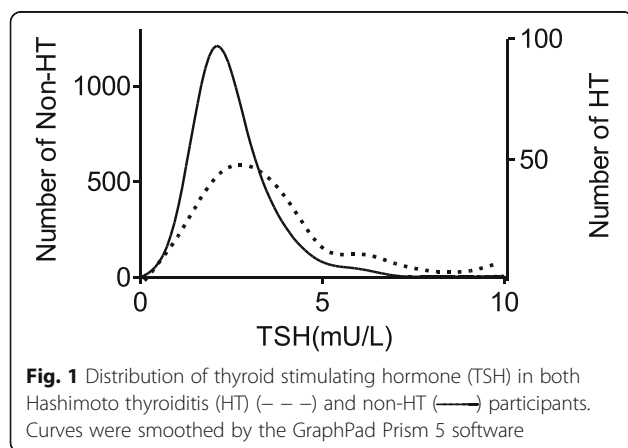 Number of Non-HT
1000
500
0
100
50
Number of HT
0
5
10
TSH(mU/L)
Fig. 1 Distribution of thyroid stimulating hormone (TSH) in both
Hashimoto thyroiditis (HT) (− − −) and non-HT (———) participants.
Curves were smoothed by the GraphPad Prism 5 software